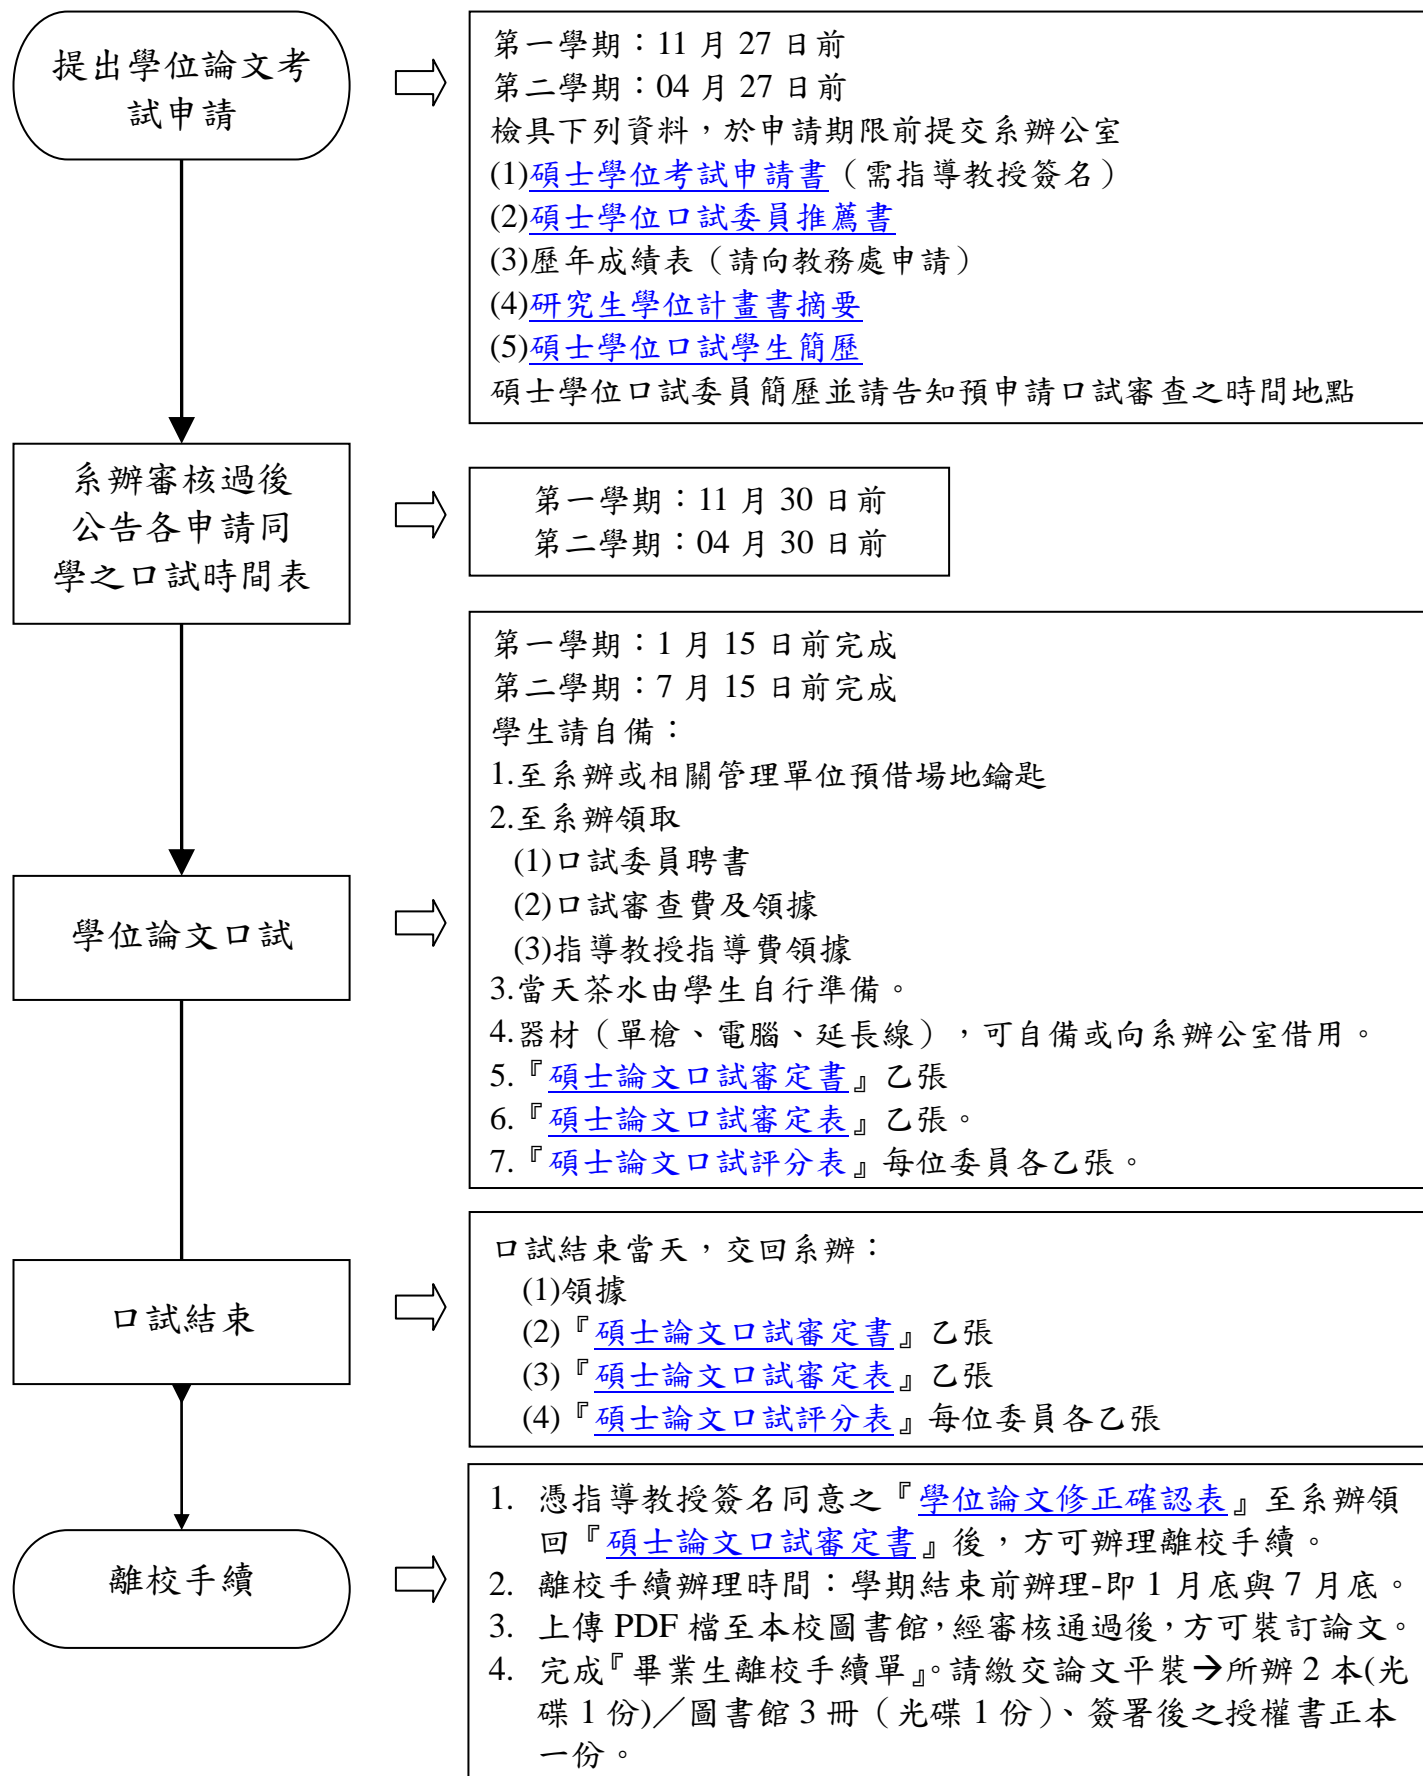 提出學位論文考
試申請
第一學期：11 月 27 日前
第二學期：04 月 27 日前
檢具下列資料，於申請期限前提交系辦公室
(1)碩士學位考試申請書（需指導教授簽名）
(2)碩士學位口試委員推薦書
(3)歷年成績表（請向教務處申請）
(4)研究生學位計畫書摘要
(5)碩士學位口試學生簡歷
碩士學位口試委員簡歷並請告知預申請口試審查之時間地點
系辦審核過後
公告各申請同
學之口試時間表
第一學期：11 月 30 日前
第二學期：04 月 30 日前
學位論文口試
第一學期：1 月 15 日前完成
第二學期：7 月 15 日前完成
學生請自備：
1.至系辦或相關管理單位預借場地鑰匙
2.至系辦領取
(1)口試委員聘書
(2)口試審查費及領據
(3)指導教授指導費領據
3.當天茶水由學生自行準備。
4.器材（單槍、電腦、延長線），可自備或向系辦公室借用。
5.『碩士論文口試審定書』乙張
6.『碩士論文口試審定表』乙張。
7.『碩士論文口試評分表』每位委員各乙張。
口試結束
口試結束當天，交回系辦：
(1)領據
(2)『碩士論文口試審定書』乙張
(3)『碩士論文口試審定表』乙張
(4)『碩士論文口試評分表』每位委員各乙張
離校手續
1. 憑指導教授簽名同意之『學位論文修正確認表』至系辦領
回『碩士論文口試審定書』後，方可辦理離校手續。
2. 離校手續辦理時間：學期結束前辦理-即 1 月底與 7 月底。
3. 上傳 PDF 檔至本校圖書館，經審核通過後，方可裝訂論文。
4. 完成『畢業生離校手續單』。請繳交論文平裝→所辦 2 本(光
碟 1 份)／圖書館 3 冊（光碟 1 份）、簽署後之授權書正本
一份。